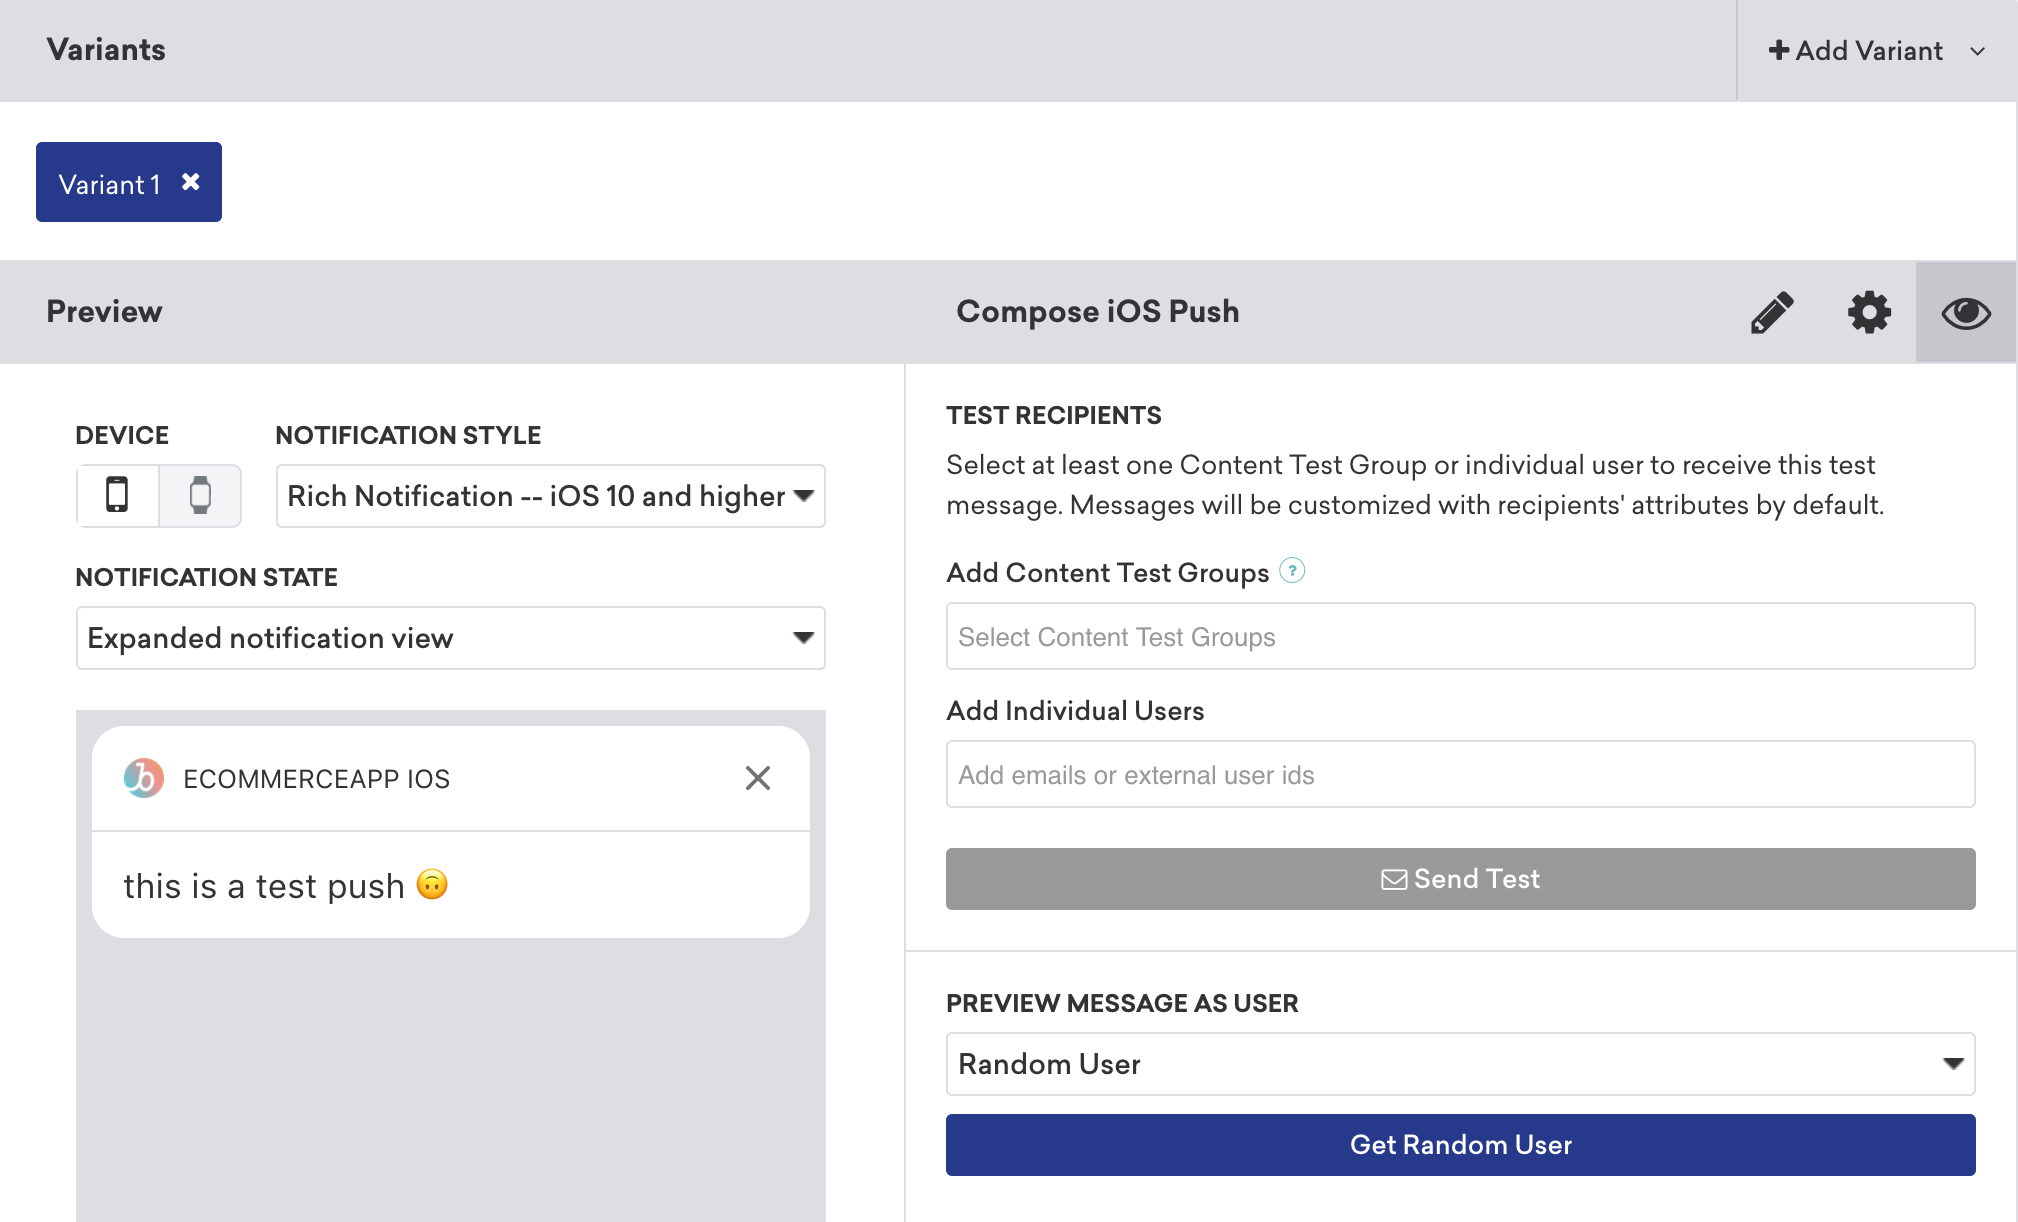 Variants
Add Variant
Variant 1
Preview
Compose iOS Push
DEVICE
NOTIFICATION STYLE
Rich Notification -- iOS 10 and higher
NOTIFICATION STATE
Expanded notification view
ECOMMERCEAPP IOS
this is a test push 🙃
TEST RECIPIENTS
Select at least one Content Test Group or individual user to receive this test
message. Messages will be customized with recipients' attributes by default.
Add Content Test Groups ?
Select Content Test Groups
Add Individual Users
Add emails or external user ids
Send Test
PREVIEW MESSAGE AS USER
Random User
Get Random User